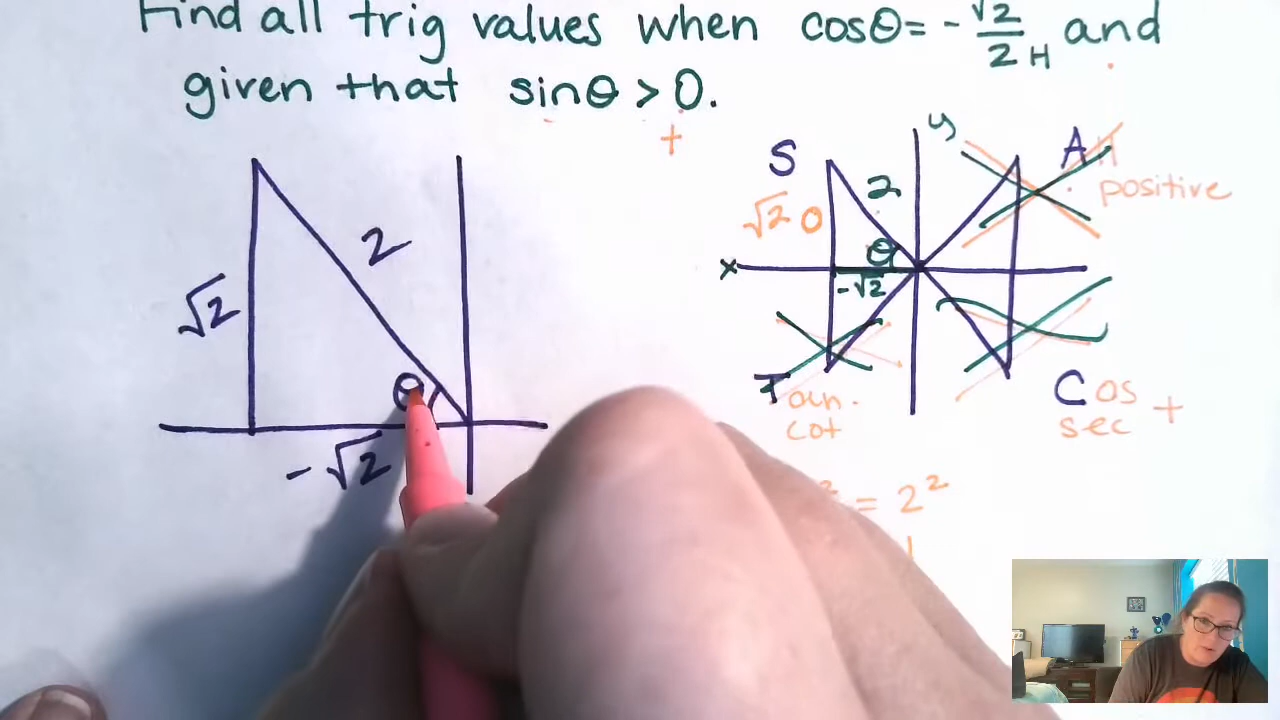 Find all trig values when cosθ = - √2/2 H and
given that sinθ > 0.
+
y
S
A
2
positive
√2 O
θ
x
-√2
2
√2
θ
-√2
Tan
cot
Cos
sec +
² = 2²